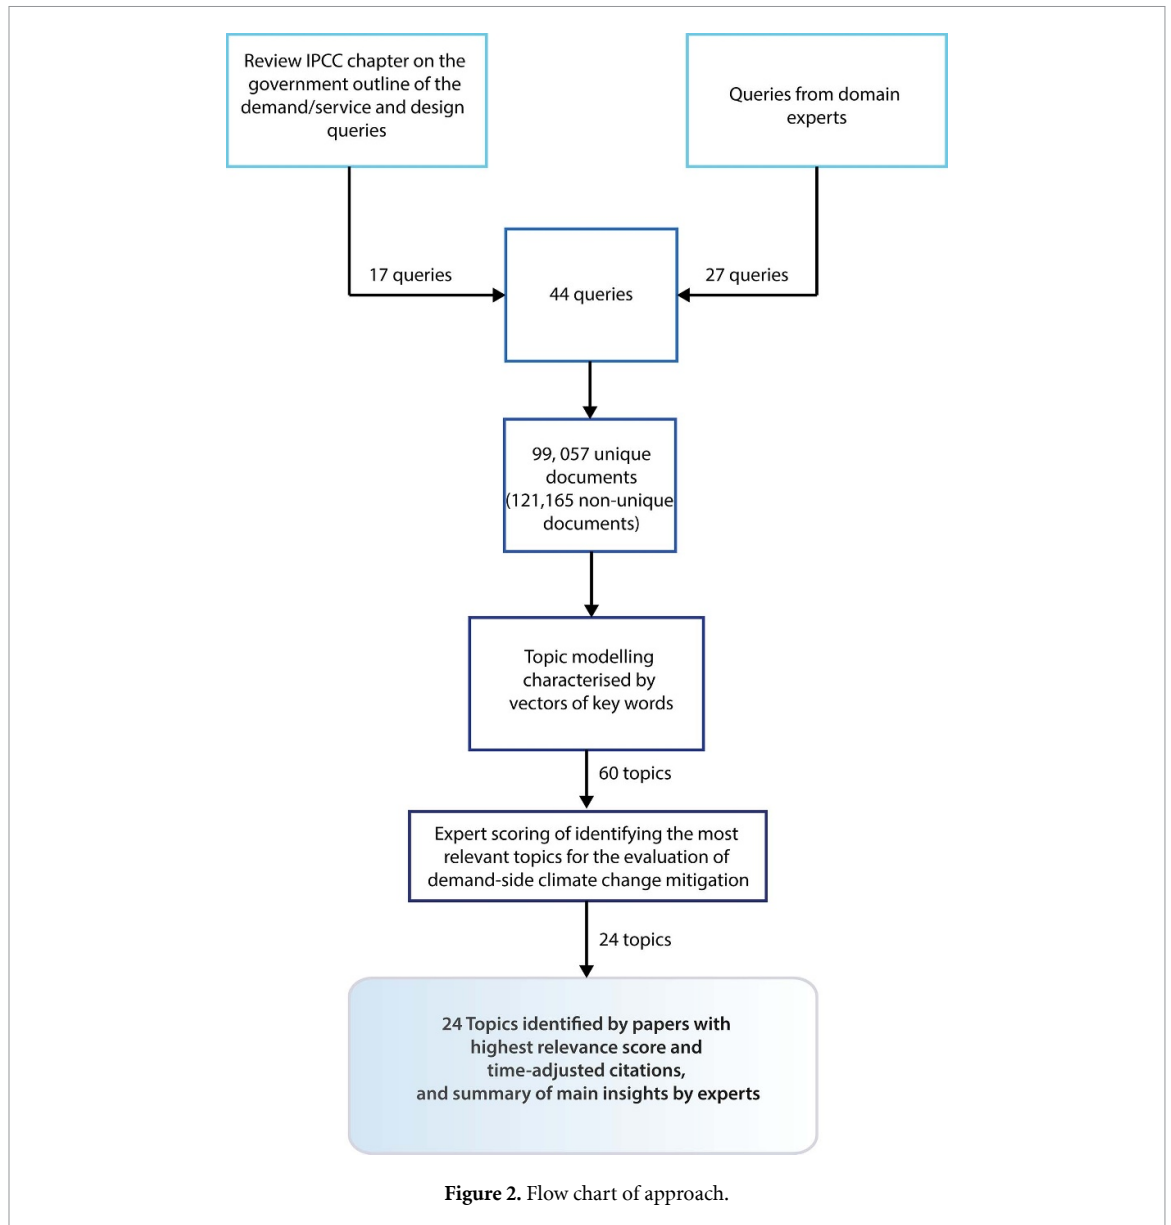 Review IPCC chapter on the
government outline of the
demand/service and design
queries
Queries from domain
experts
17 queries
27 queries
44 queries
99, 057 unique
documents
(121,165 non-unique
documents)
Topic modelling
characterised by
vectors of key words
60 topics
Expert scoring of identifying the most
relevant topics for the evaluation of
demand-side climate change mitigation
24 topics
24 Topics identified by papers with
highest relevance score and
time-adjusted citations,
and summary of main insights by experts
Figure 2. Flow chart of approach.